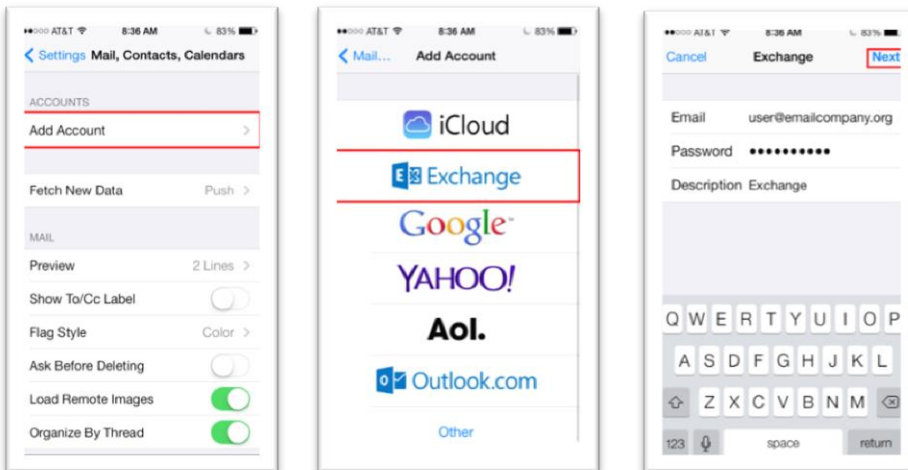 AT&T 8:36 AM 83%
Settings Mail, Contacts, Calendars
ACCOUNTS
Add Account
Fetch New Data Push
MAIL
Preview 2 Lines
Show To/Cc Label
Flag Style Color
Ask Before Deleting
Load Remote Images
Organize By Thread
AT&T 8:36 AM 83%
Mail... Add Account
iCloud
Exchange
Google
YAHOO!
Aol.
Outlook.com
Other
AT&T 8:36 AM 83%
Cancel Exchange Next
Email user@emailcompany.org
Password ••••••••••
Description Exchange
Q W E R T Y U I O P
A S D F G H J K L
Z X C V B N M
123 space return